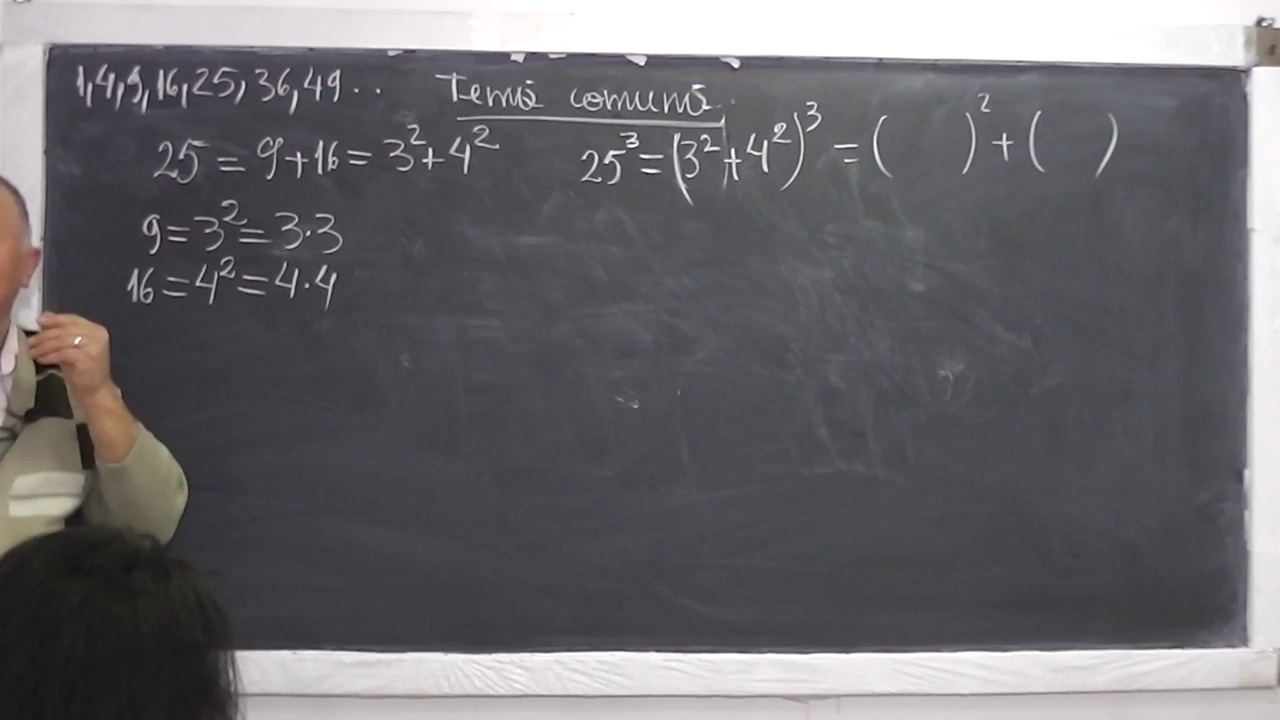 1,4,9,16,25,36,49.. Temă comună.
25 = 9+16 = 3²+4² 25³ = (3²+4²)³ = ( )² + ( )
9 = 3² = 3·3
16 = 4² = 4·4